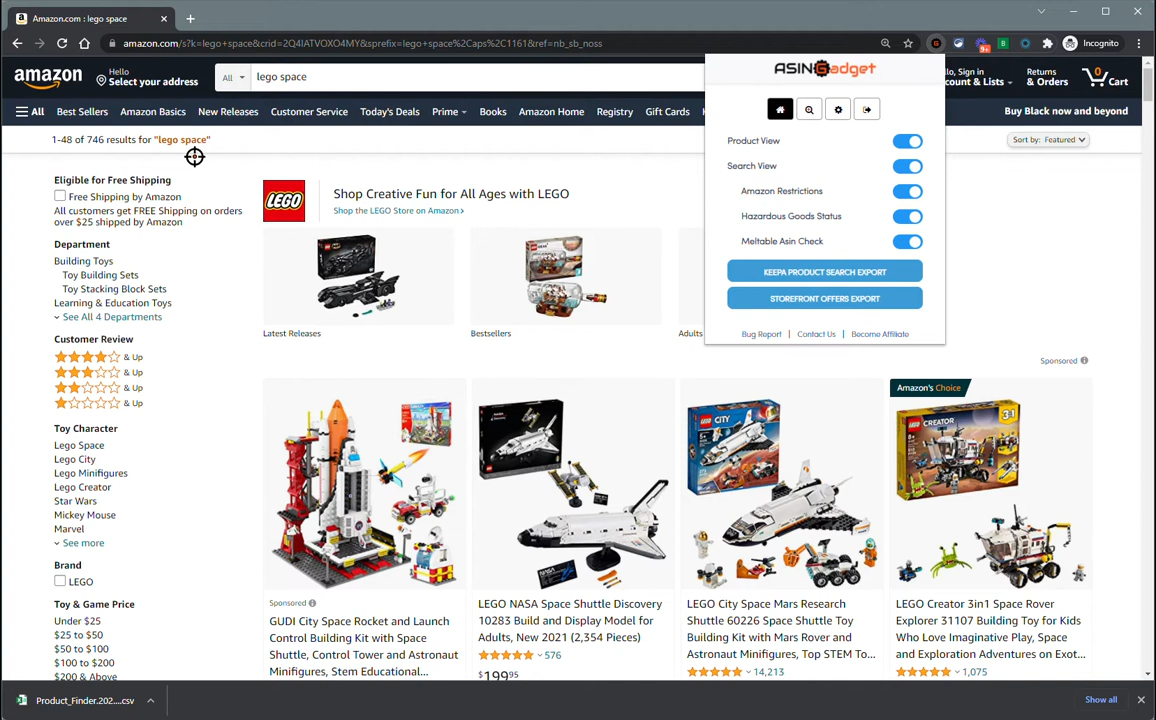 Amazon.com : lego space
amazon.com/s?k=lego+space&crid=2Q4IATVOXO4MY&sprefix=lego+space%2Caps%2C1161&ref=nb_sb_noss
G
9+
B
Incognito
amazon
Hello
Select your address
All
lego space
lo, Sign in
count & Lists
Returns
& Orders
0
Cart
All
Best Sellers
Amazon Basics
New Releases
Customer Service
Today's Deals
Prime
Books
Amazon Home
Registry
Gift Cards
Buy Black now and beyond
ASINGadget
Product View
Search View
Amazon Restrictions
Hazardous Goods Status
Meltable Asin Check
KEEPA PRODUCT SEARCH EXPORT
STOREFRONT OFFERS EXPORT
Bug Report | Contact Us | Become Affiliate
1-48 of 746 results for "lego space"
Sort by: Featured
Eligible for Free Shipping
Free Shipping by Amazon
All customers get FREE Shipping on orders
over $25 shipped by Amazon
Department
Building Toys
Toy Building Sets
Toy Stacking Block Sets
Learning & Education Toys
See All 4 Departments
Customer Review
& Up
& Up
& Up
& Up
Toy Character
Lego Space
Lego City
Lego Minifigures
Lego Creator
Star Wars
Mickey Mouse
Marvel
See more
Brand
LEGO
Toy & Game Price
Under $25
$25 to $50
$50 to $100
$100 to $200
$200 & Above
LEGO
Shop Creative Fun for All Ages with LEGO
Shop the LEGO Store on Amazon ›
Latest Releases
Bestsellers
Adults
Sponsored
Amazon's Choice
CITY
CREATOR
3in1
NASA
Sponsored
GUDI City Space Rocket and Launch
Control Building Kit with Space
Shuttle, Control Tower and Astronaut
Minifigures, Stem Educational...
LEGO NASA Space Shuttle Discovery
10283 Build and Display Model for
Adults, New 2021 (2,354 Pieces)
576
$199.95
LEGO City Space Mars Research
Shuttle 60226 Space Shuttle Toy
Building Kit with Mars Rover and
Astronaut Minifigures, Top STEM To...
14,213
LEGO Creator 3in1 Space Rover
Explorer 31107 Building Toy for Kids
Who Love Imaginative Play, Space
and Exploration Adventures on Exot...
1,075
Product_Finder.202....csv
Show all